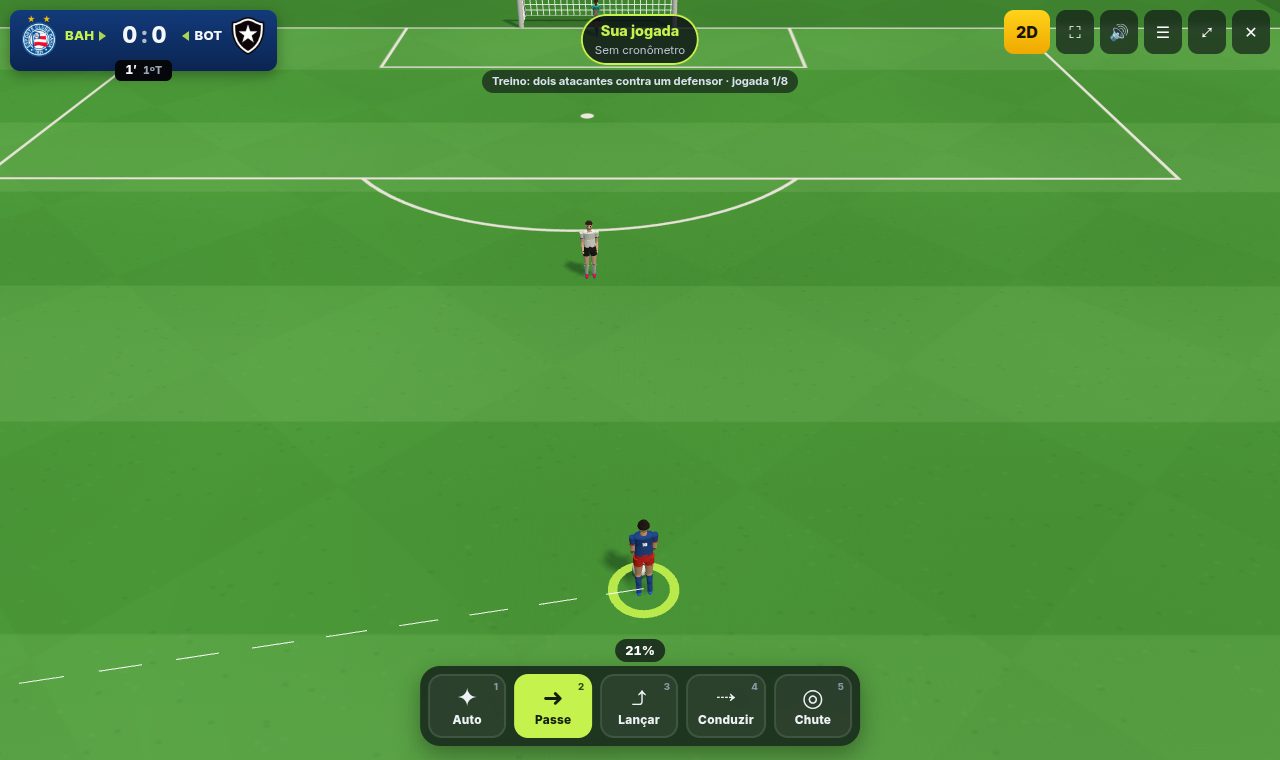 BAH
0:0
BOT
1′ 1ºT
Sua jogada
Sem cronômetro
Treino: dois atacantes contra um defensor · jogada 1/8
2D
21%
1
Auto
2
Passe
3
Lançar
4
Conduzir
5
Chute